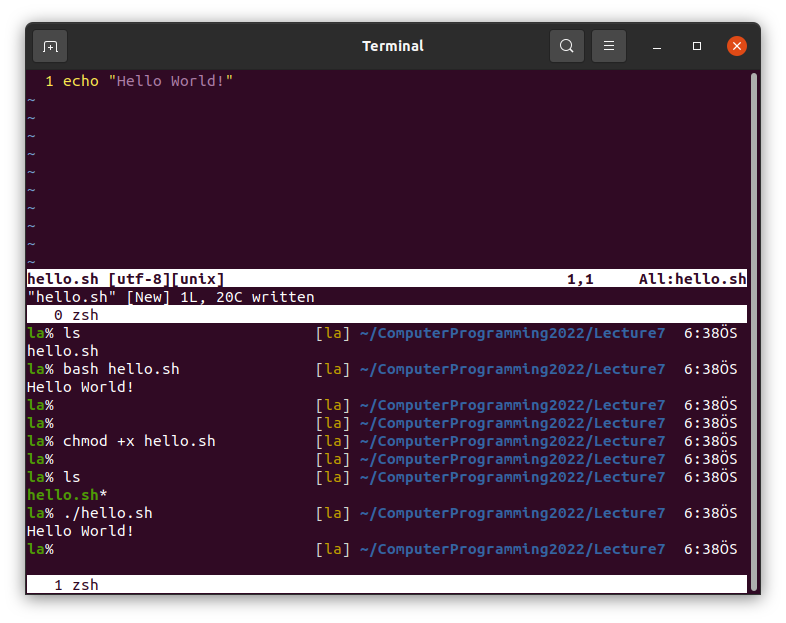 Terminal
1 echo "Hello World!"
~
~
~
~
~
~
~
~
~
~
hello.sh [utf-8][unix] 1,1 All:hello.sh
"hello.sh" [New] 1L, 20C written
0 zsh
la% ls [la] ~/ComputerProgramming2022/Lecture7 6:38ÖS
hello.sh
la% bash hello.sh [la] ~/ComputerProgramming2022/Lecture7 6:38ÖS
Hello World!
la% [la] ~/ComputerProgramming2022/Lecture7 6:38ÖS
la% [la] ~/ComputerProgramming2022/Lecture7 6:38ÖS
la% chmod +x hello.sh [la] ~/ComputerProgramming2022/Lecture7 6:38ÖS
la% [la] ~/ComputerProgramming2022/Lecture7 6:38ÖS
la% ls [la] ~/ComputerProgramming2022/Lecture7 6:38ÖS
hello.sh*
la% ./hello.sh [la] ~/ComputerProgramming2022/Lecture7 6:38ÖS
Hello World!
la% [la] ~/ComputerProgramming2022/Lecture7 6:38ÖS
1 zsh